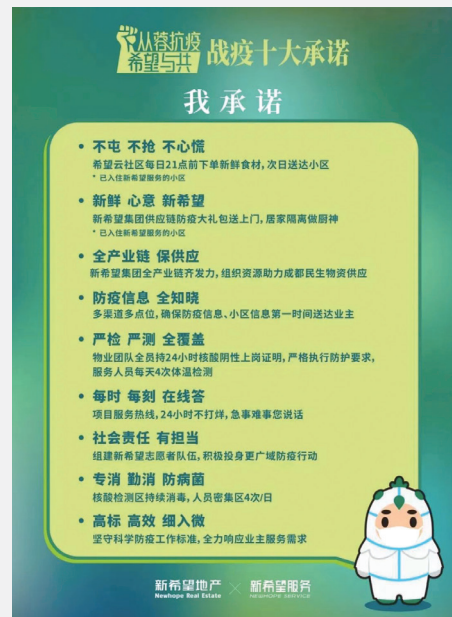 从蓉抗疫
希望与共
战疫十大承诺
我承诺
• 不屯 不抢 不心慌
希望云社区每日21点前下单新鲜食材,次日送达小区
* 已入住新希望服务的小区
• 新鲜 心意 新希望
新希望集团供应链防疫大礼包送上门,居家隔离做厨神
* 已入住新希望服务的小区
• 全产业链 保供应
新希望集团全产业链齐发力,组织资源助力成都民生物资供应
• 防疫信息 全知晓
多渠道多点位,确保防疫信息、小区信息第一时间送达业主
• 严检 严测 全覆盖
物业团队全员持24小时核酸阴性上岗证明,严格执行防护要求,
服务人员每天4次体温检测
• 每时 每刻 在线答
项目服务热线,24小时不打烊,急事难事您说话
• 社会责任 有担当
组建新希望志愿者队伍,积极投身更广域防疫行动
• 专消 勤消 防病菌
核酸检测区持续消毒,人员密集区4次/日
• 高标 高效 细入微
坚守科学防疫工作标准,全力响应业主服务需求
新希望地产 × 新希望服务
Newhope Real Estate NEWHOPE SERVICE